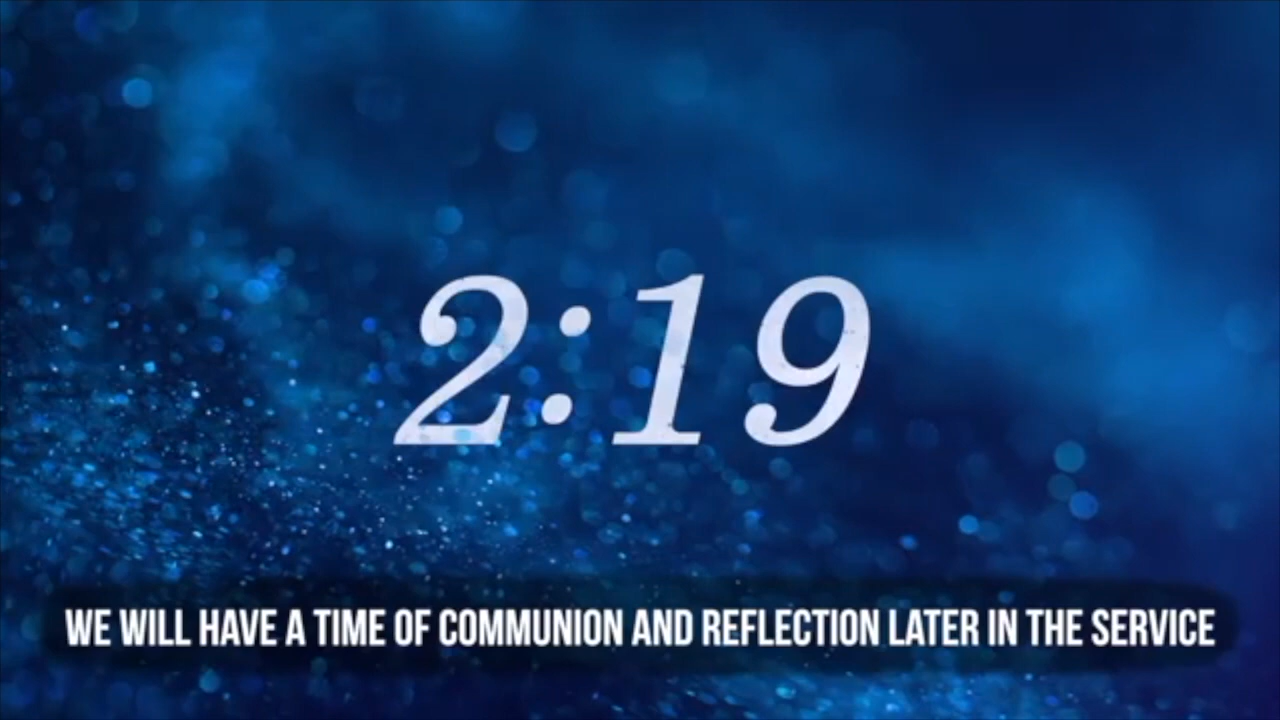 2:19
WE WILL HAVE A TIME OF COMMUNION AND REFLECTION LATER IN THE SERVICE